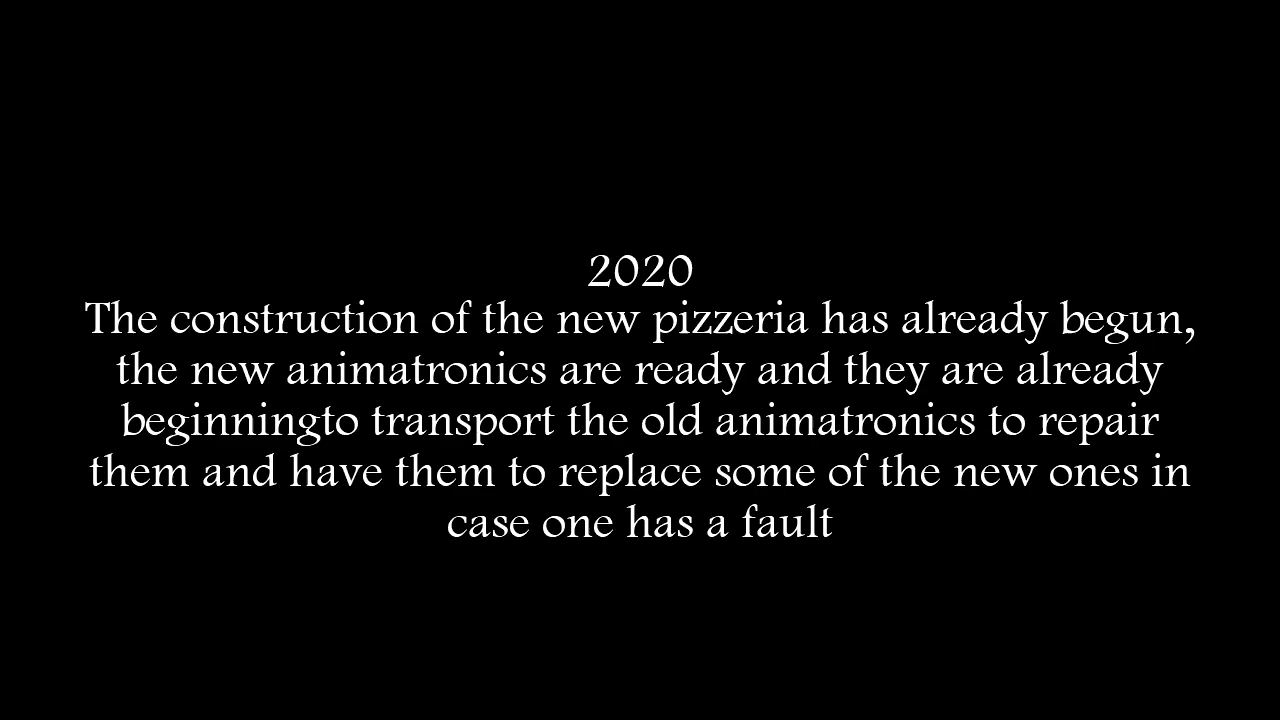 2020
The construction of the new pizzeria has already begun,
the new animatronics are ready and they are already
beginningto transport the old animatronics to repair
them and have them to replace some of the new ones in
case one has a fault